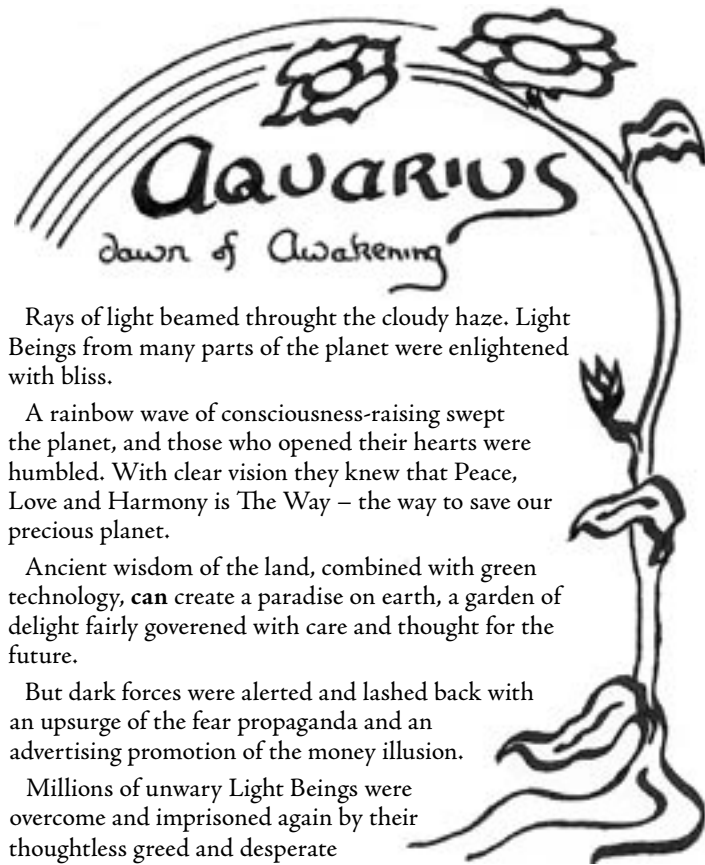 Aquarius
dawn of Awakening
Rays of light beamed throught the cloudy haze. Light
Beings from many parts of the planet were enlightened
with bliss.
A rainbow wave of consciousness-raising swept
the planet, and those who opened their hearts were
humbled. With clear vision they knew that Peace,
Love and Harmony is The Way – the way to save our
precious planet.
Ancient wisdom of the land, combined with green
technology, can create a paradise on earth, a garden of
delight fairly goverened with care and thought for the
future.
But dark forces were alerted and lashed back with
an upsurge of the fear propaganda and an
advertising promotion of the money illusion.
Millions of unwary Light Beings were
overcome and imprisoned again by their
thoughtless greed and desperate